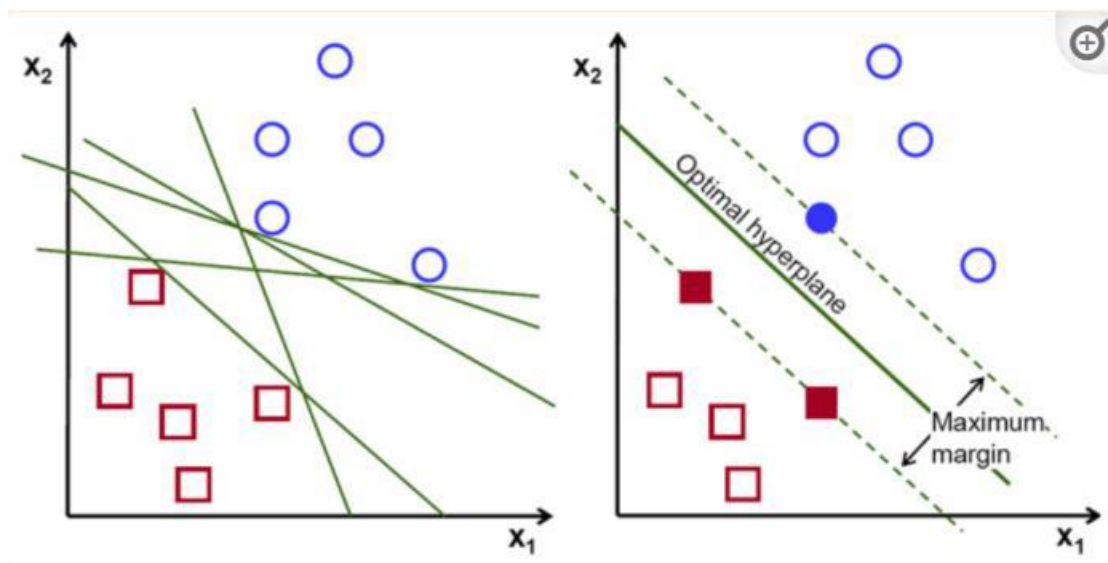 x₂
x₁
x₂
Optimal hyperplane
Maximum
margin
x₁